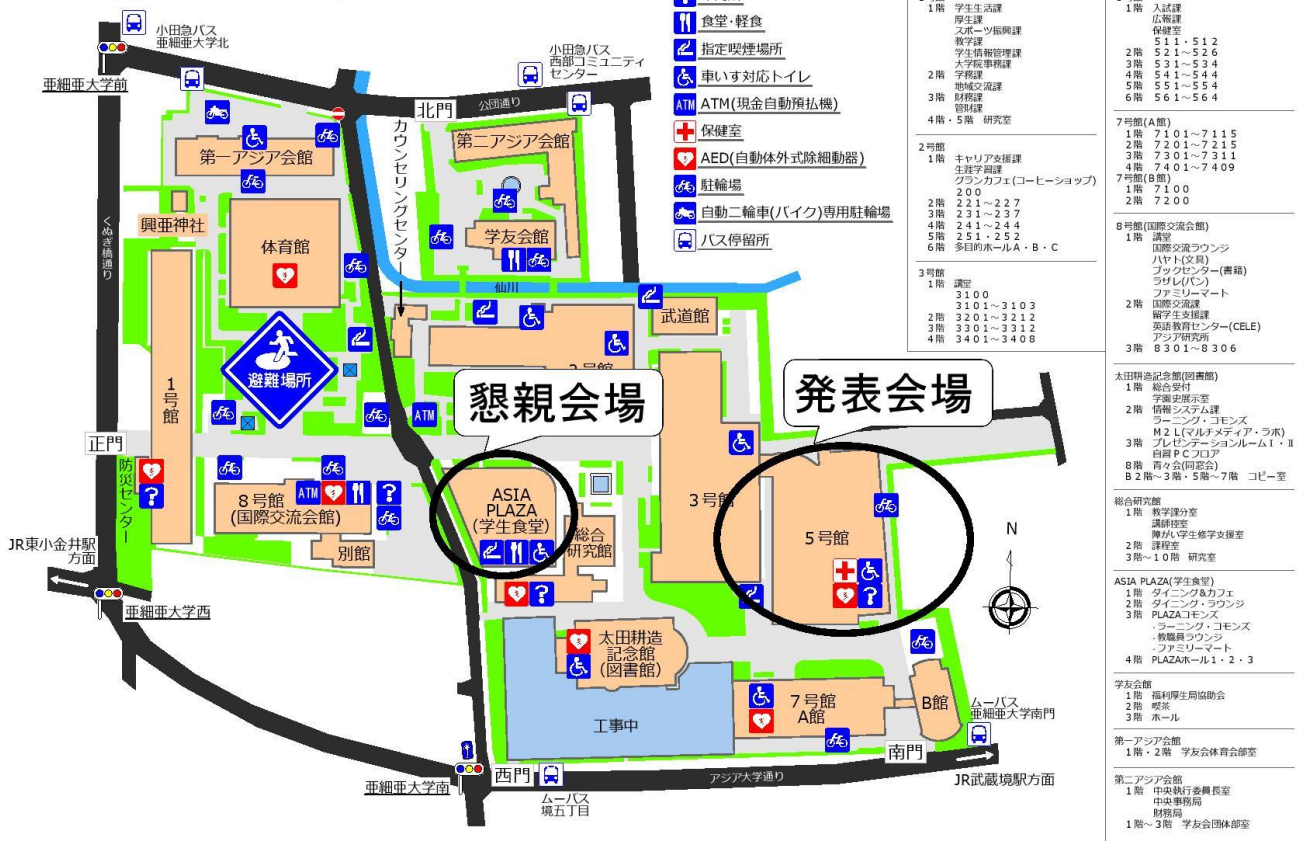 小田急バス
亜細亜大学北
亜細亜大学前
小田急バス
西部コミュニティ
センター
北門
公団通り
カウンセリングセンター
第一アジア会館
第二アジア会館
興亜神社
くぬぎ橋通り
体育館
学友会館
仙川
武道館
避難場所
1号館
懇親会場
発表会場
ATM
正門
防災センター
8号館
(国際交流会館)
ATM
別館
ASIA
PLAZA
(学生食堂)
総合
研究館
3号館
5号館
N
JR東小金井駅
方面
亜細亜大学西
太田耕造
記念館
(図書館)
工事中
7号館
A館
B館
ムーバス
亜細亜大学南門
南門
西門
亜細亜大学南
アジア大学通り
JR武蔵境駅方面
ムーバス
境五丁目
食堂・軽食
指定喫煙場所
車いす対応トイレ
ATM ATM(現金自動預払機)
保健室
AED(自動体外式除細動器)
駐輪場
自動二輪車(バイク)専用駐輪場
バス停留所
1階 学生生活課
厚生課
スポーツ振興課
教学課
学生情報管理課
大学院事務課
2階 学務課
地域交流課
3階 財務課
管財課
4階・5階 研究室
2号館
1階 キャリア支援課
生涯学習課
グランカフェ(コーヒーショップ)
200
2階 221～227
3階 231～237
4階 241～244
5階 251・252
6階 多目的ホールA・B・C
3号館
1階 講堂
3100
3101～3103
2階 3201～3212
3階 3301～3312
4階 3401～3408
1階 入試課
広報課
保健室
511・512
2階 521～526
3階 531～534
4階 541～544
5階 551～554
6階 561～564
7号館(A館)
1階 7101～7115
2階 7201～7215
3階 7301～7311
4階 7401～7409
7号館(B館)
1階 7100
2階 7200
8号館(国際交流会館)
1階 講堂
国際交流ラウンジ
ハヤト(文具)
ブックセンター(書籍)
ラザレ(パン)
ファミリーマート
2階 国際交流課
留学生支援課
英語教育センター(CELE)
アジア研究所
3階 8301～8306
太田耕造記念館(図書館)
1階 総合受付
学園史展示室
2階 情報システム課
ラーニング・コモンズ
M2L(マルチメディア・ラボ)
3階 プレゼンテーションルームⅠ・Ⅱ
自習PCフロア
8階 青々会(同窓会)
B2階～3階・5階～7階 コピー室
総合研究館
1階 教学課分室
講師控室
障がい学生修学支援室
2階 課程室
3階～10階 研究室
ASIA PLAZA(学生食堂)
1階 ダイニング&カフェ
2階 ダイニング・ラウンジ
3階 PLAZAコモンズ
・ラーニング・コモンズ
・教職員ラウンジ
・ファミリーマート
4階 PLAZAホール1・2・3
学友会館
1階 福利厚生局協助会
2階 喫茶
3階 ホール
第一アジア会館
1階・2階 学友会体育会部室
第二アジア会館
1階 中央執行委員長室
中央事務局
財務局
1階～3階 学友会団体部室